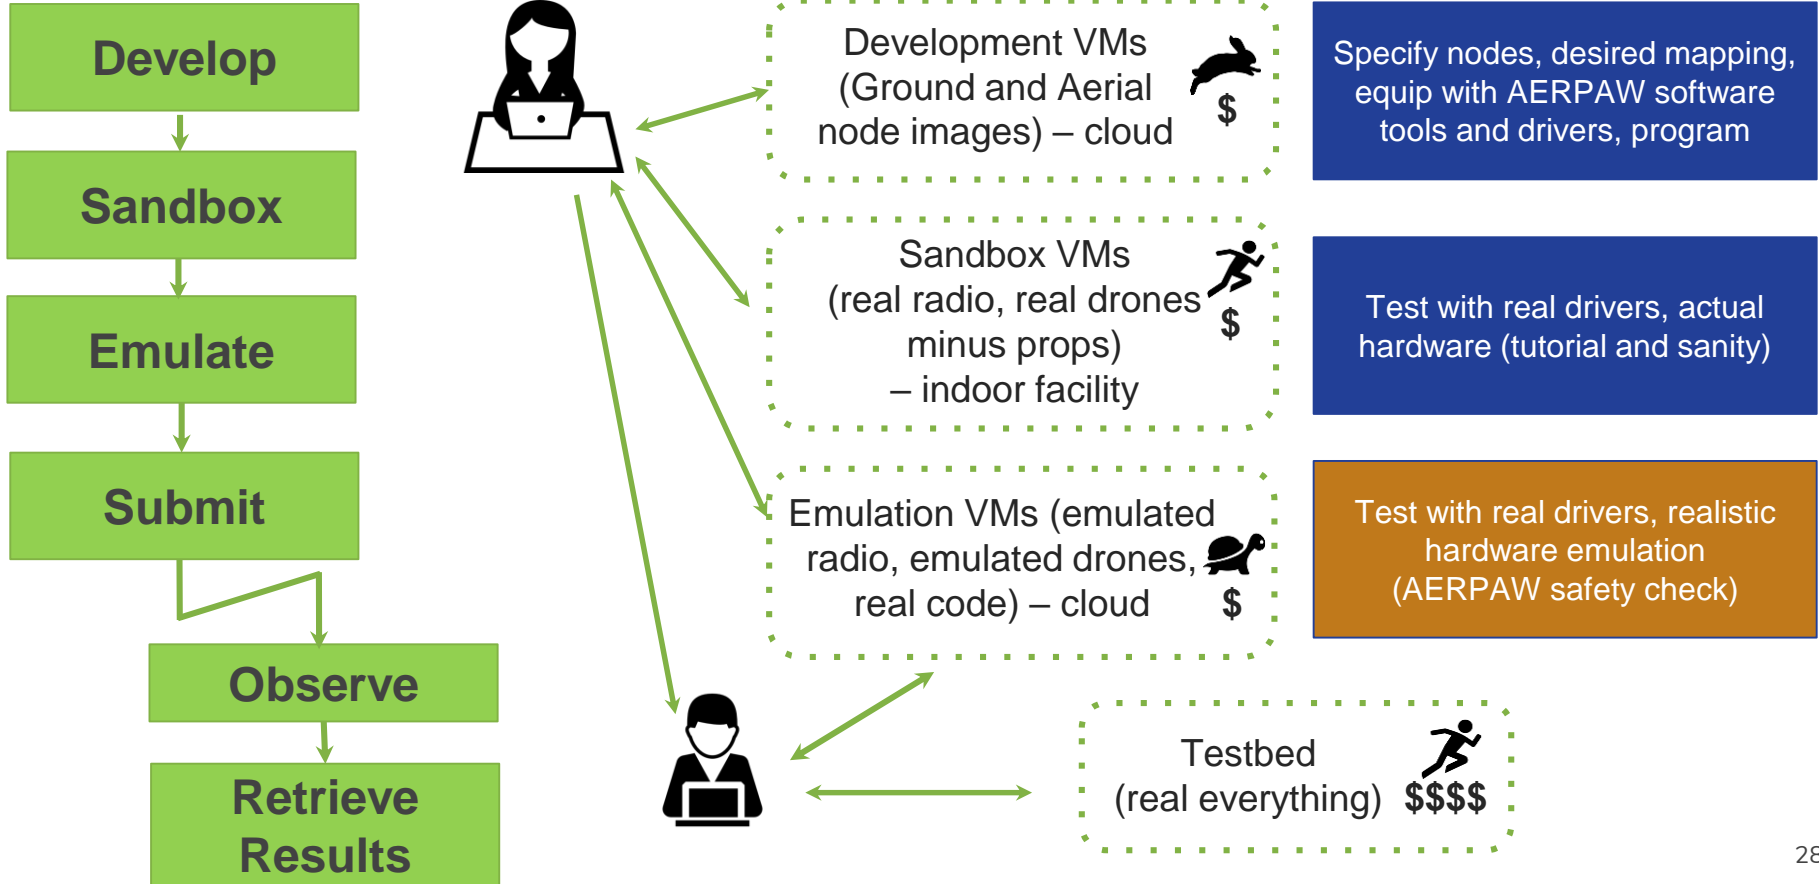 Develop
Sandbox
Emulate
Submit
Observe
Retrieve
Results
Development VMs
(Ground and Aerial
node images) – cloud
$
Specify nodes, desired mapping,
equip with AERPAW software
tools and drivers, program
Sandbox VMs
(real radio, real drones
minus props)
– indoor facility
$
Test with real drivers, actual
hardware (tutorial and sanity)
Emulation VMs (emulated
radio, emulated drones,
real code) – cloud
$
Test with real drivers, realistic
hardware emulation
(AERPAW safety check)
Testbed
(real everything)
$$$$
28